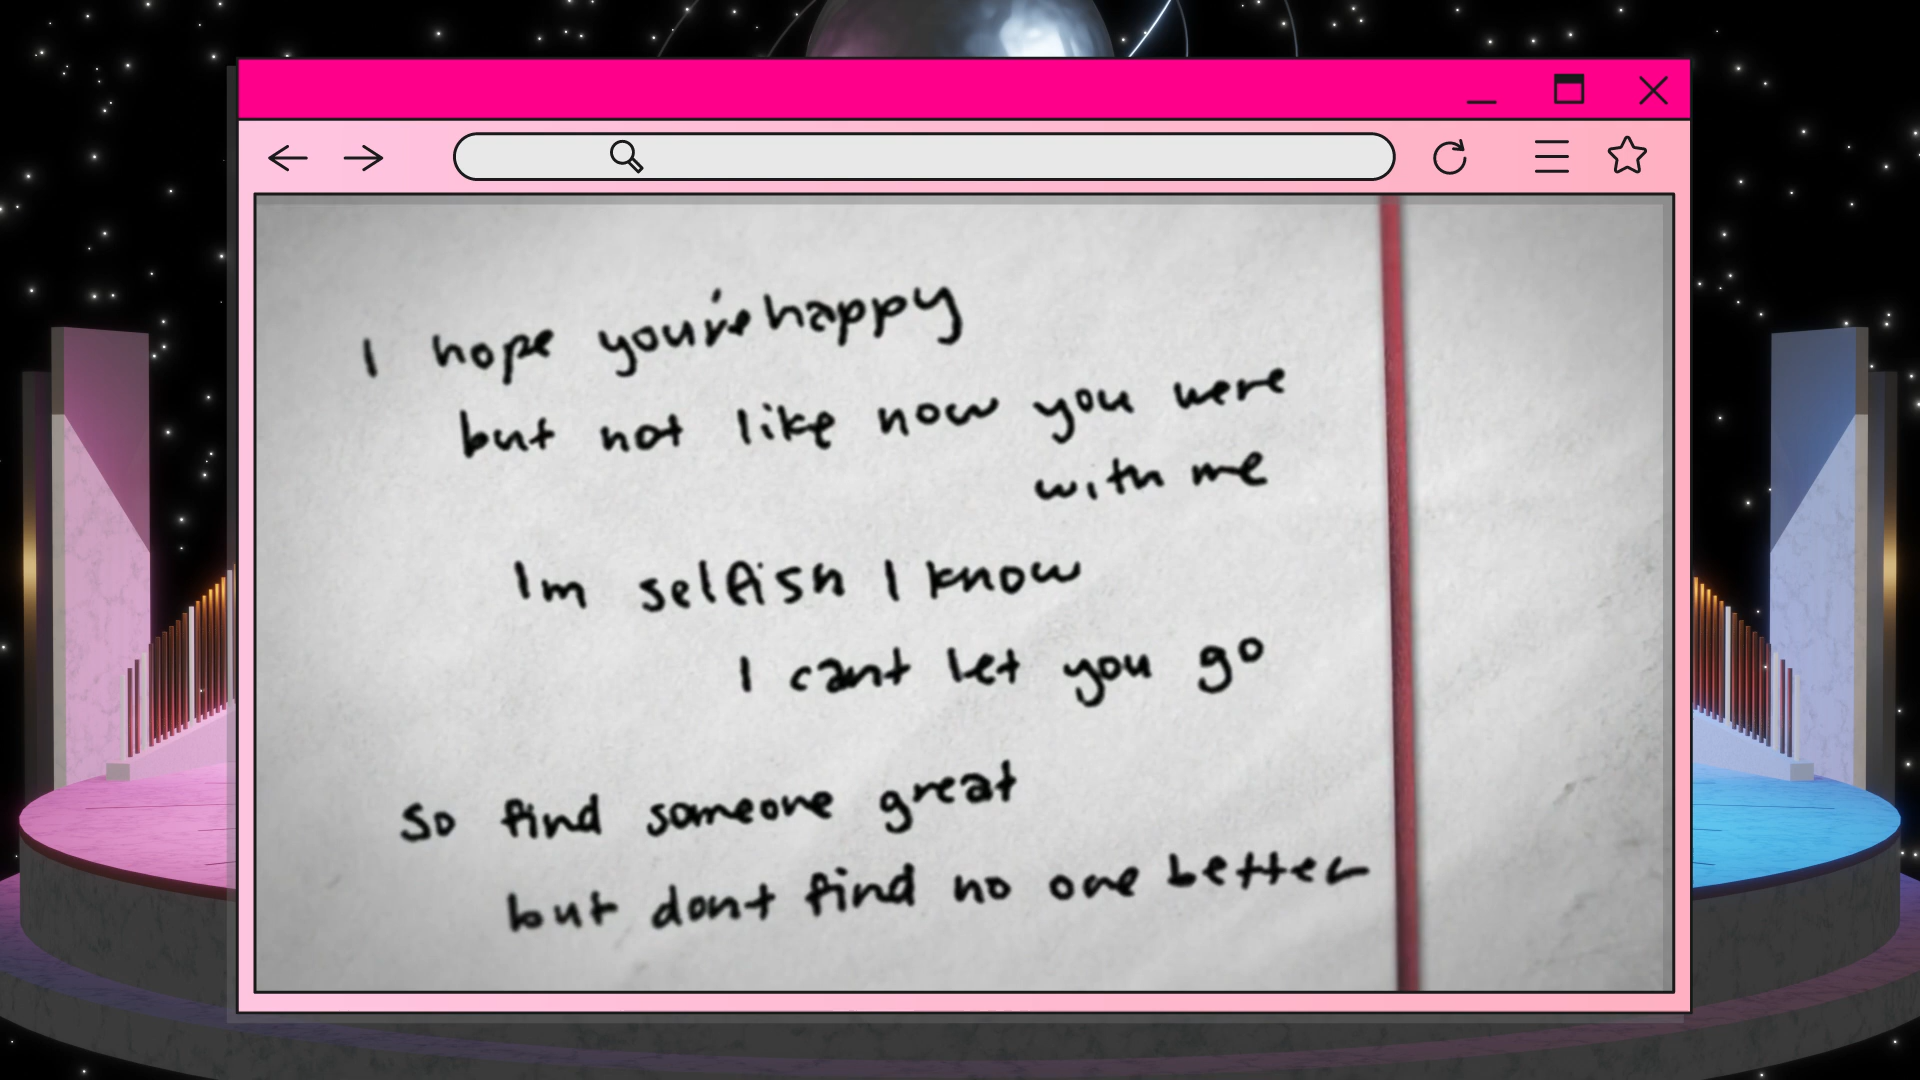 I hope you're happy
but not like now you were
with me
Im selfish I know
I cant let you go
So find someone great
but dont find no one better